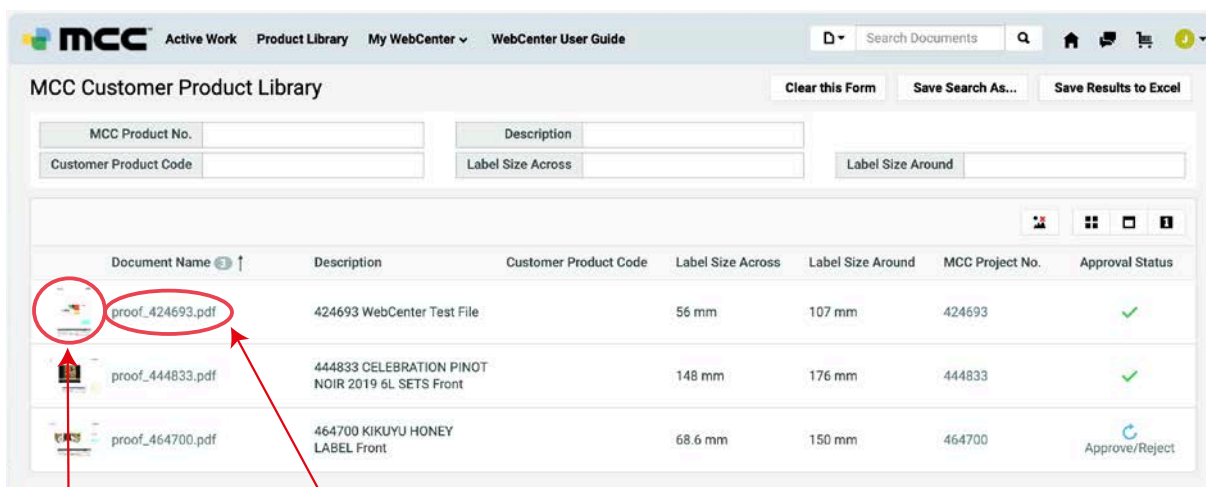 mcc Active Work Product Library My WebCenter WebCenter User Guide Search Documents J
MCC Customer Product Library Clear this Form Save Search As... Save Results to Excel
MCC Product No. Description
Customer Product Code Label Size Across Label Size Around
1
Document Name 3 ↑ Description Customer Product Code Label Size Across Label Size Around MCC Project No. Approval Status
proof_424693.pdf 424693 WebCenter Test File 56 mm 107 mm 424693
proof_444833.pdf 444833 CELEBRATION PINOT
NOIR 2019 6L SETS Front 148 mm 176 mm 444833
proof_464700.pdf 464700 KIKUYU HONEY
LABEL Front 68.6 mm 150 mm 464700 Approve/Reject